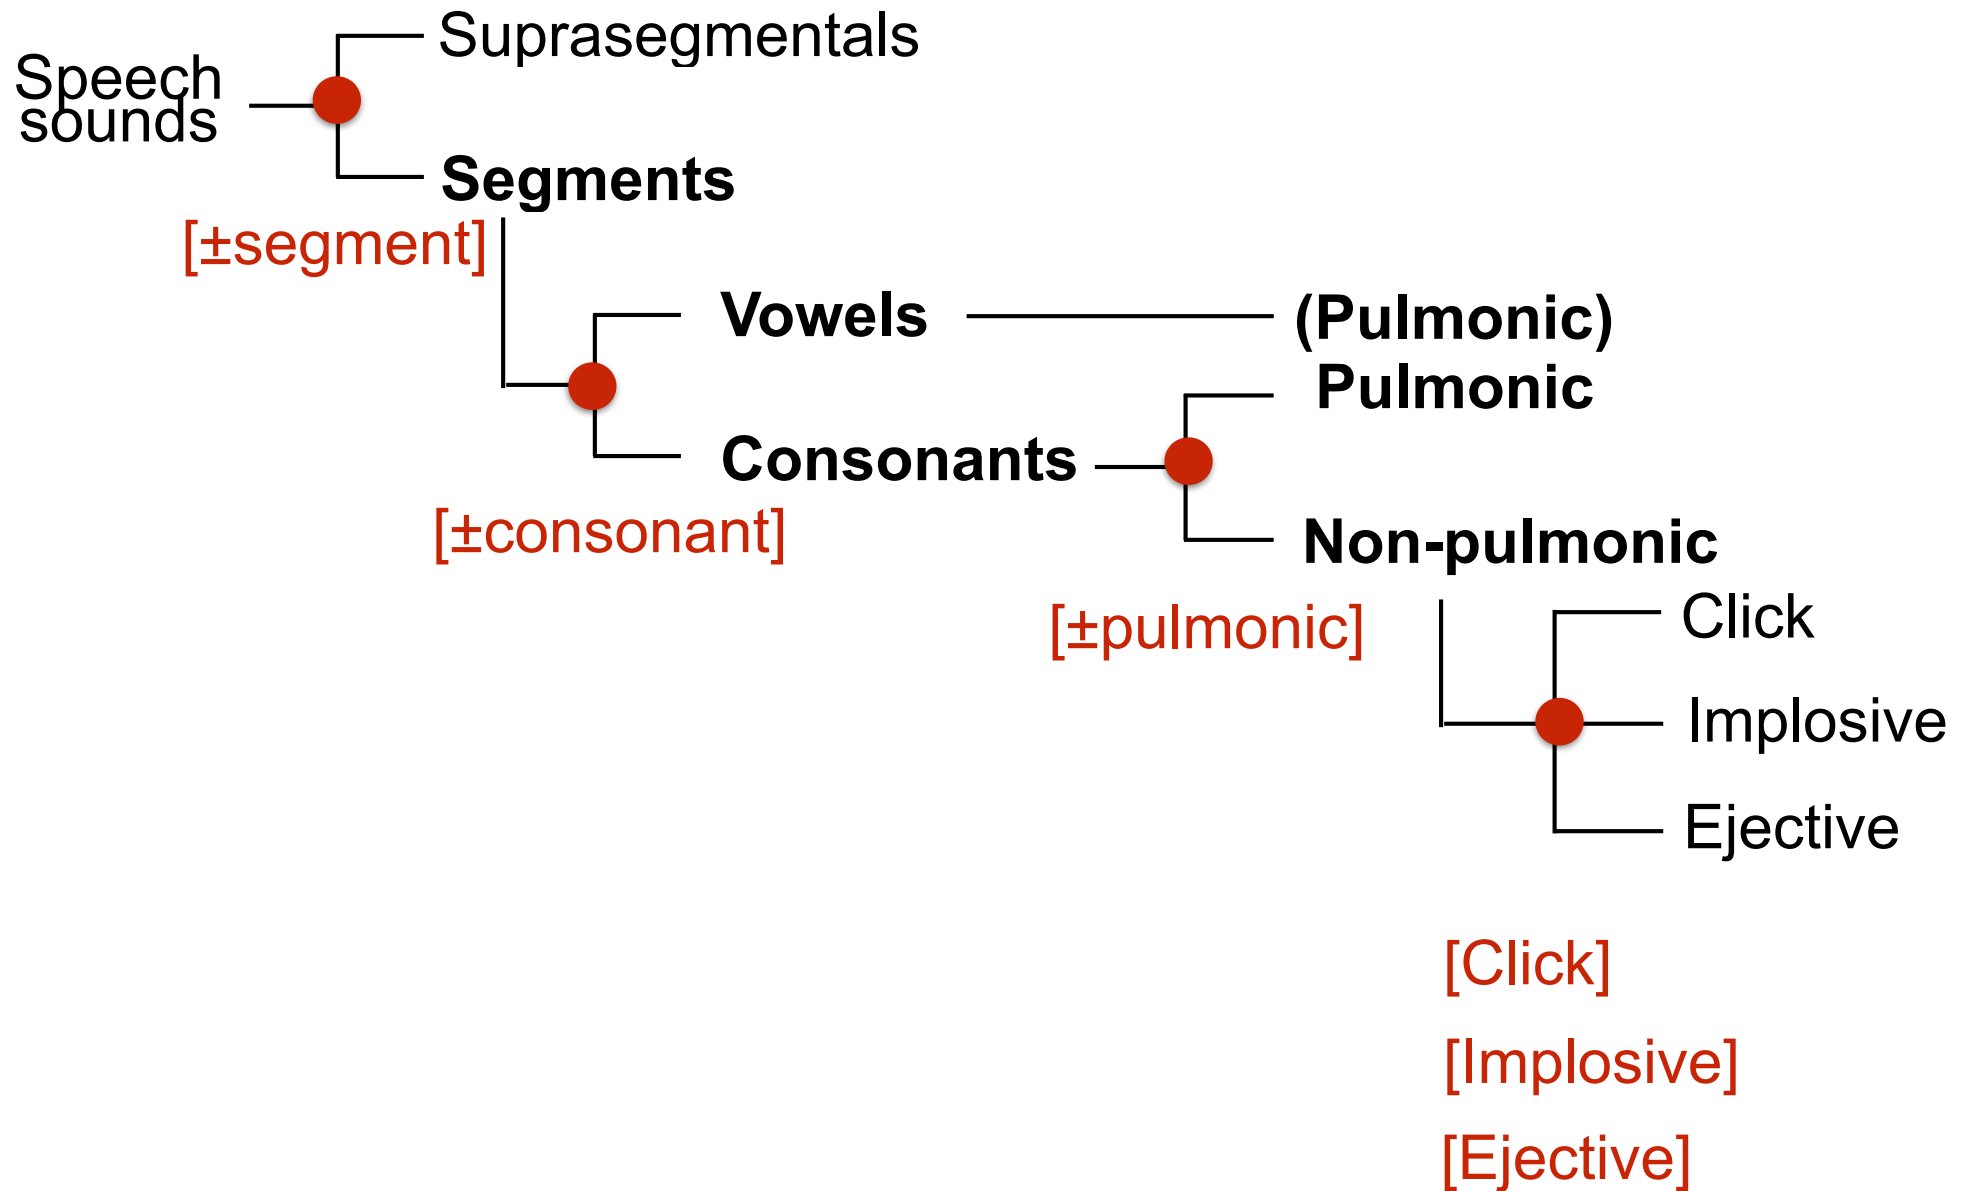 Suprasegmentals
Speech
sounds
Segments
[±segment]
Vowels
(Pulmonic)
Pulmonic
Consonants
[±consonant]
Non-pulmonic
[±pulmonic]
Click
Implosive
Ejective
[Click]
[Implosive]
[Ejective]